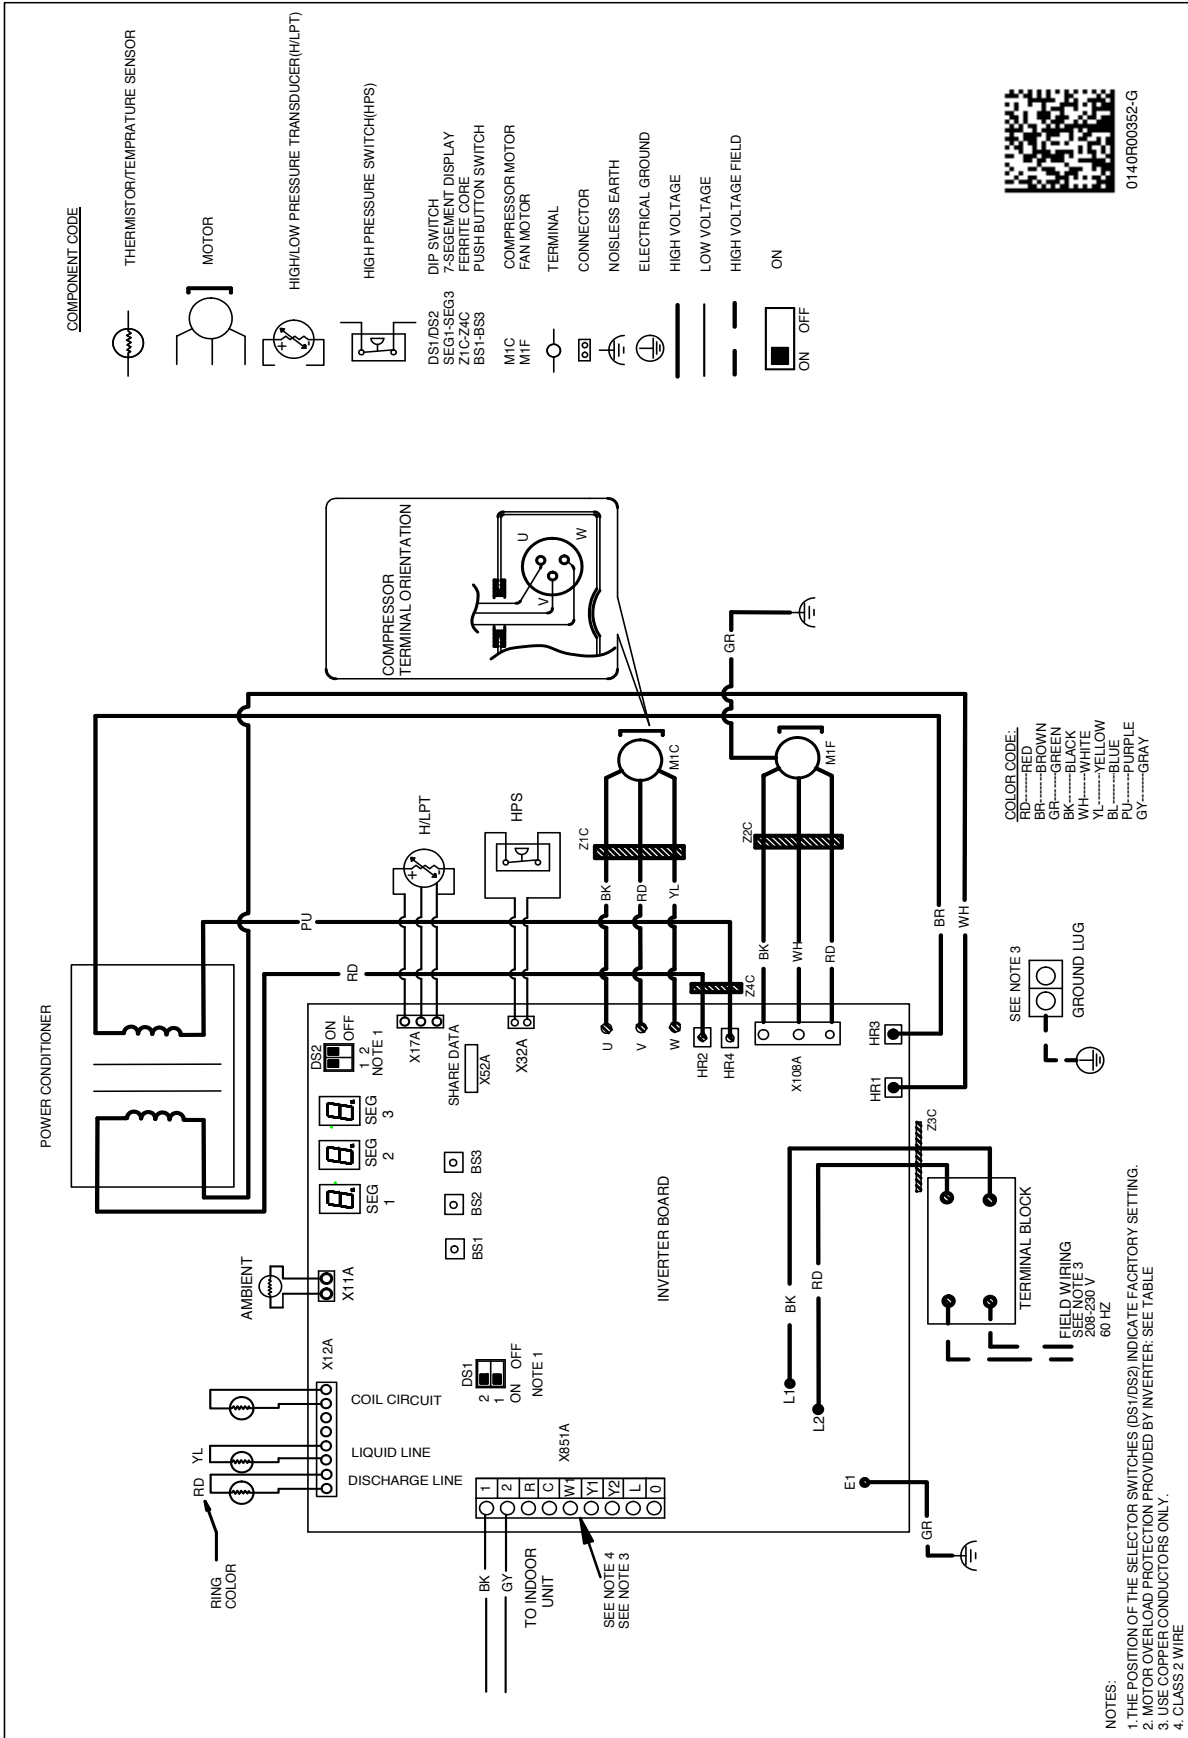 COMPONENT CODE
THERMISTOR/TEMPRATURE SENSOR
MOTOR
HIGH/LOW PRESSURE TRANSDUCER(H/LPT)
HIGH PRESSURE SWITCH(HPS)
DS1/DS2 DIP SWITCH
SEG1-SEG3 7-SEGEMENT DISPLAY
Z1C-Z4C FERRITE CORE
BS1-BS3 PUSH BUTTON SWITCH
M1C COMPRESSOR MOTOR
M1F FAN MOTOR
TERMINAL
CONNECTOR
NOISLESS EARTH
ELECTRICAL GROUND
HIGH VOLTAGE
LOW VOLTAGE
HIGH VOLTAGE FIELD
ON OFF ON
0140R00352-G
POWER CONDITIONER
PU
RD
COMPRESSOR
TERMINAL ORIENTATION
U
V
W
H/LPT
HPS
Z1C
M1C
BK
RD
YL
GR
Z2C
M1F
BK
WH
RD
Z4C
BR
WH
AMBIENT
X11A
SEG
1
SEG
2
SEG
3
DS2
ON
OFF
1 2
NOTE 1
X17A
SHARE DATA
X52A
X32A
U
V
W
HR2
HR4
X108A
HR1
HR3
BS1
BS2
BS3
INVERTER BOARD
RING
COLOR
RD
YL
X12A
COIL CIRCUIT
LIQUID LINE
DISCHARGE LINE
DS1
2
1
ON OFF
NOTE 1
X851A
1
2
R
C
W1
Y1
Y2
L
0
BK
GY
TO INDOOR
UNIT
SEE NOTE 4
SEE NOTE 3
L1
BK
L2
RD
E1
GR
Z3C
TERMINAL BLOCK
FIELD WIRING
SEE NOTE 3
208-230 V
60 HZ
SEE NOTE 3
GROUND LUG
COLOR CODE:
RD--------RED
BR--------BROWN
GR--------GREEN
BK--------BLACK
WH-------WHITE
YL--------YELLOW
BL--------BLUE
PU--------PURPLE
GY--------GRAY
NOTES:
1. THE POSITION OF THE SELECTOR SWITCHES (DS1/DS2) INDICATE FACRTORY SETTING.
2. MOTOR OVERLOAD PROTECTION PROVIDED BY INVERTER: SEE TABLE
3. USE COPPER CONDUCTORS ONLY.
4. CLASS 2 WIRE